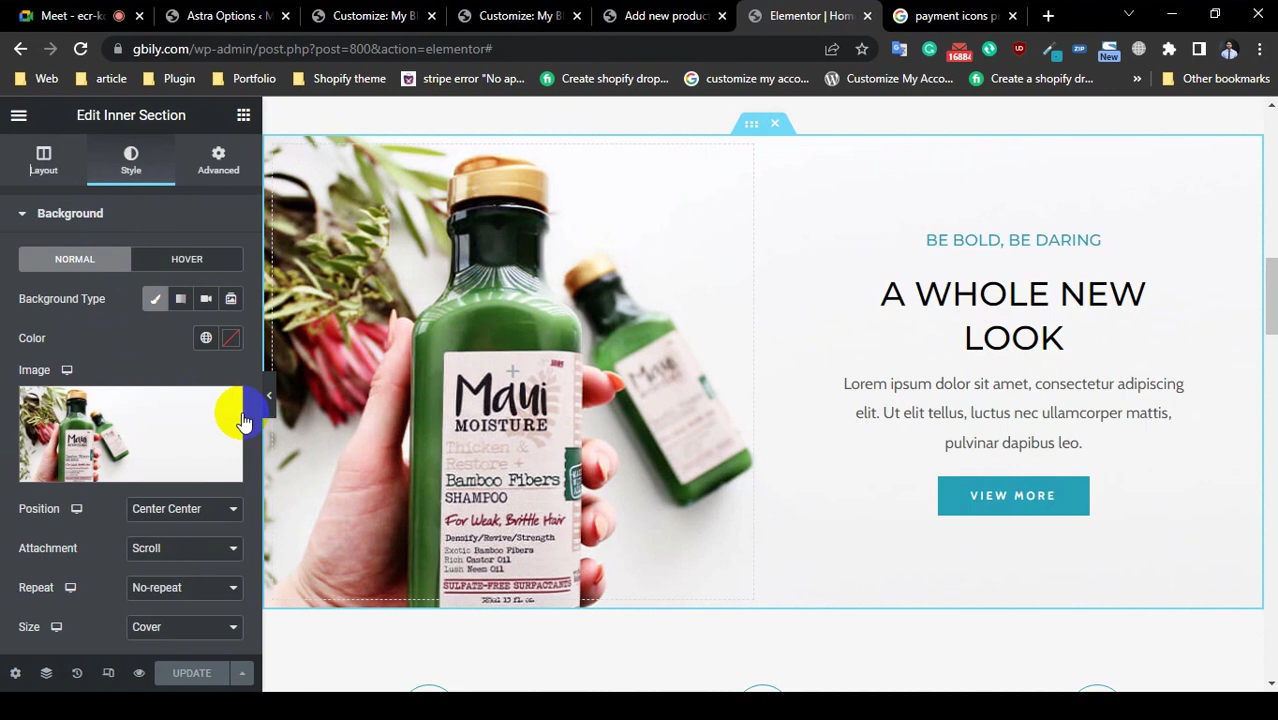 Meet - ecr-k
Astra Options ‹ M
Customize: My Bl
Customize: My Bl
Add new produc
Elementor | Hom
payment icons p
gbily.com/wp-admin/post.php?post=800&action=elementor#
16884
New
Web
article
Plugin
Portfolio
Shopify theme
stripe error "No ap...
Create shopify drop...
customize my acco...
Customize My Acco...
Create a shopify dr...
»
Other bookmarks
Edit Inner Section
Layout
Style
Advanced
Background
NORMAL
HOVER
Background Type
Color
Image
Position
Center Center
Attachment
Scroll
Repeat
No-repeat
Size
Cover
UPDATE
Maui
MOISTURE
Thicken &
Restore +
Bamboo Fibers
SHAMPOO
For Weak, Brittle Hair
Densify/Revive/Strength
Exotic Bamboo Fibers
Rich Castor Oil
Lush Neem Oil
SULFATE-FREE SURFACTANTS
BE BOLD, BE DARING
A WHOLE NEW
LOOK
Lorem ipsum dolor sit amet, consectetur adipiscing
elit. Ut elit tellus, luctus nec ullamcorper mattis,
pulvinar dapibus leo.
VIEW MORE